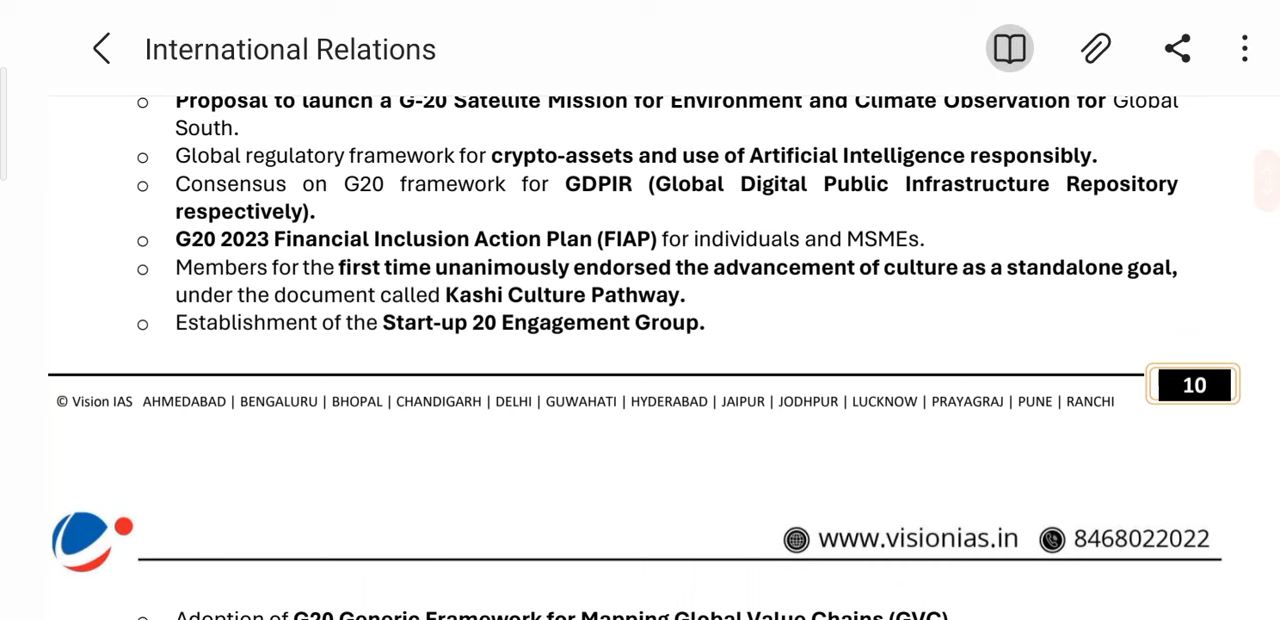 International Relations
o Proposal to launch a G-20 Satellite Mission for Environment and Climate Observation for Global
South.
o Global regulatory framework for crypto-assets and use of Artificial Intelligence responsibly.
o Consensus on G20 framework for GDPIR (Global Digital Public Infrastructure Repository
respectively).
o G20 2023 Financial Inclusion Action Plan (FIAP) for individuals and MSMEs.
o Members for the first time unanimously endorsed the advancement of culture as a standalone goal,
under the document called Kashi Culture Pathway.
o Establishment of the Start-up 20 Engagement Group.
10
© Vision IAS AHMEDABAD | BENGALURU | BHOPAL | CHANDIGARH | DELHI | GUWAHATI | HYDERABAD | JAIPUR | JODHPUR | LUCKNOW | PRAYAGRAJ | PUNE | RANCHI
www.visionias.in 8468022022
o Adoption of G20 Generic Framework for Mapping Global Value Chains (GVC)